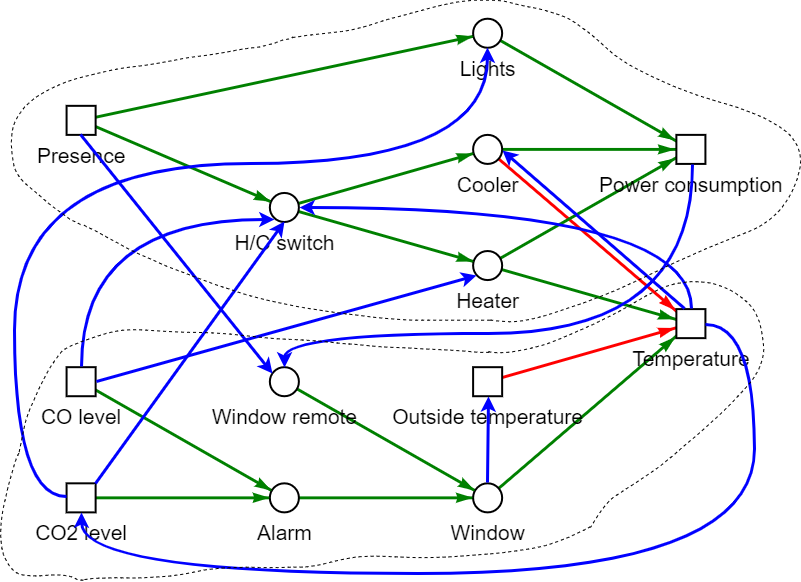 Lights
Presence
Cooler
Power consumption
H/C switch
Heater
Temperature
CO level
Window remote
Outside temperature
CO2 level
Alarm
Window